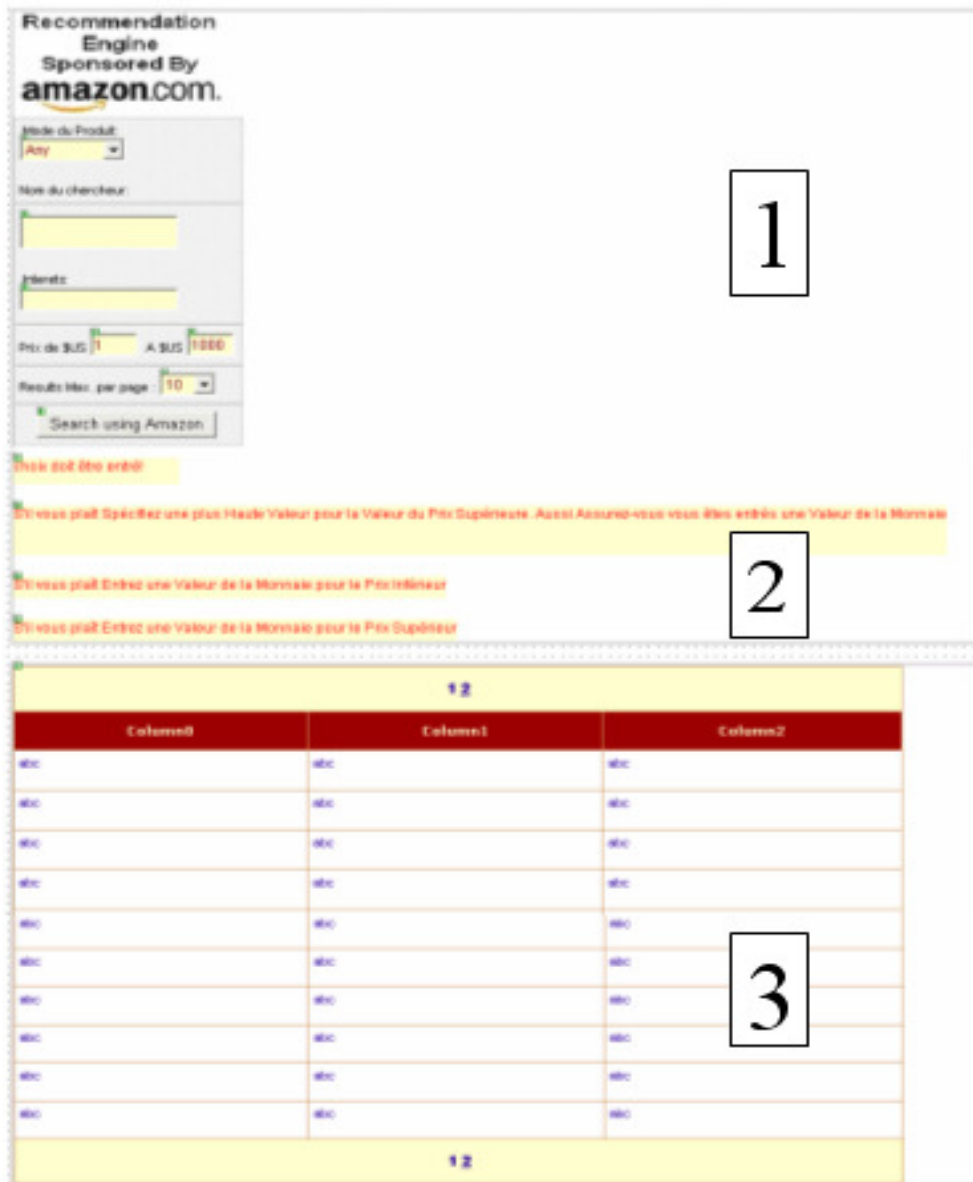 Recommendation
Engine
Sponsored By
amazon.com.
Mode du Produit:
Any
Nom du chercheur:
Interets:
Prix de $US 1 A $US 1000
Results Max. par page : 10
Search using Amazon
1
choix doit être entré!
S'il vous plaît Spécifiez une plus Haute Valeur pour la Valeur du Prix Supérieure. Aussi Assurez-vous vous êtes entrés une Valeur de la Monnaie
2
S'il vous plaît Entrez une Valeur de la Monnaie pour le Prix Inférieur
S'il vous plaît Entrez une Valeur de la Monnaie pour le Prix Supérieur
1 2
Column0 Column1 Column2
abc abc abc
abc abc abc
abc abc abc
abc abc abc
abc abc abc
abc abc abc
abc abc abc
3
abc abc abc
abc abc abc
abc abc abc
1 2